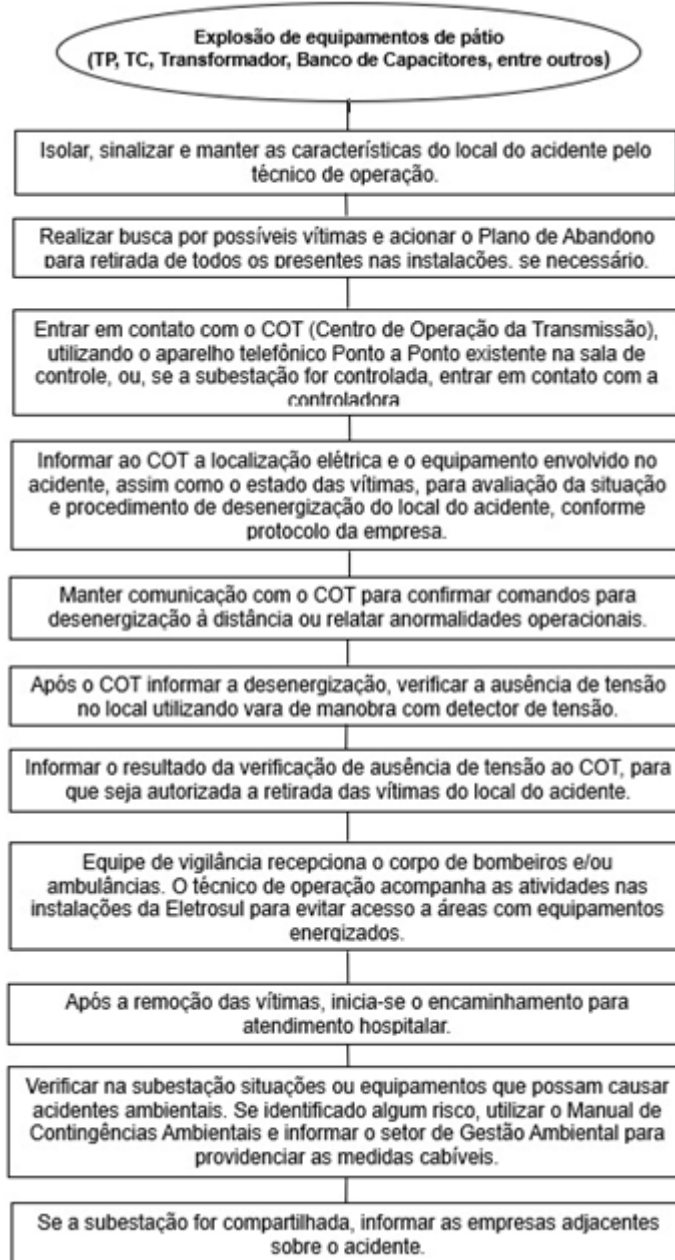 Explosão de equipamentos de pátio
(TP, TC, Transformador, Banco de Capacitores, entre outros)
Isolar, sinalizar e manter as características do local do acidente pelo
técnico de operação.
Realizar busca por possíveis vítimas e acionar o Plano de Abandono
para retirada de todos os presentes nas instalações, se necessário.
Entrar em contato com o COT (Centro de Operação da Transmissão),
utilizando o aparelho telefônico Ponto a Ponto existente na sala de
controle, ou, se a subestação for controlada, entrar em contato com a
controladora
Informar ao COT a localização elétrica e o equipamento envolvido no
acidente, assim como o estado das vítimas, para avaliação da situação
e procedimento de desenergização do local do acidente, conforme
protocolo da empresa.
Manter comunicação com o COT para confirmar comandos para
desenergização à distância ou relatar anormalidades operacionais.
Após o COT informar a desenergização, verificar a ausência de tensão
no local utilizando vara de manobra com detector de tensão.
Informar o resultado da verificação de ausência de tensão ao COT, para
que seja autorizada a retirada das vítimas do local do acidente.
Equipe de vigilância recepciona o corpo de bombeiros e/ou
ambulâncias. O técnico de operação acompanha as atividades nas
instalações da Eletrosul para evitar acesso a áreas com equipamentos
energizados.
Após a remoção das vítimas, inicia-se o encaminhamento para
atendimento hospitalar.
Verificar na subestação situações ou equipamentos que possam causar
acidentes ambientais. Se identificado algum risco, utilizar o Manual de
Contingências Ambientais e informar o setor de Gestão Ambiental para
providenciar as medidas cabíveis.
Se a subestação for compartilhada, informar as empresas adjacentes
sobre o acidente.